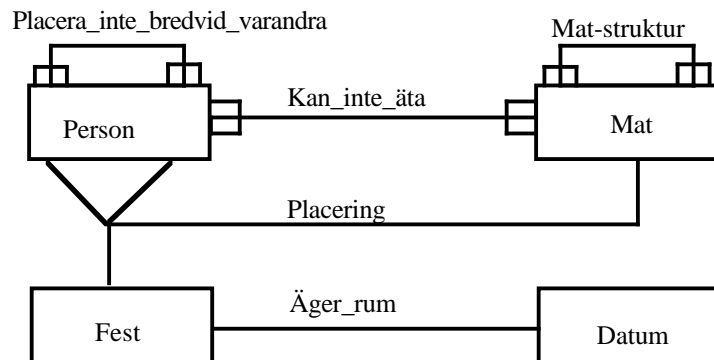 Placera_inte_bredvid_varandra
Mat-struktur
Kan_inte_äta
Person
Mat
Placering
Äger_rum
Fest
Datum